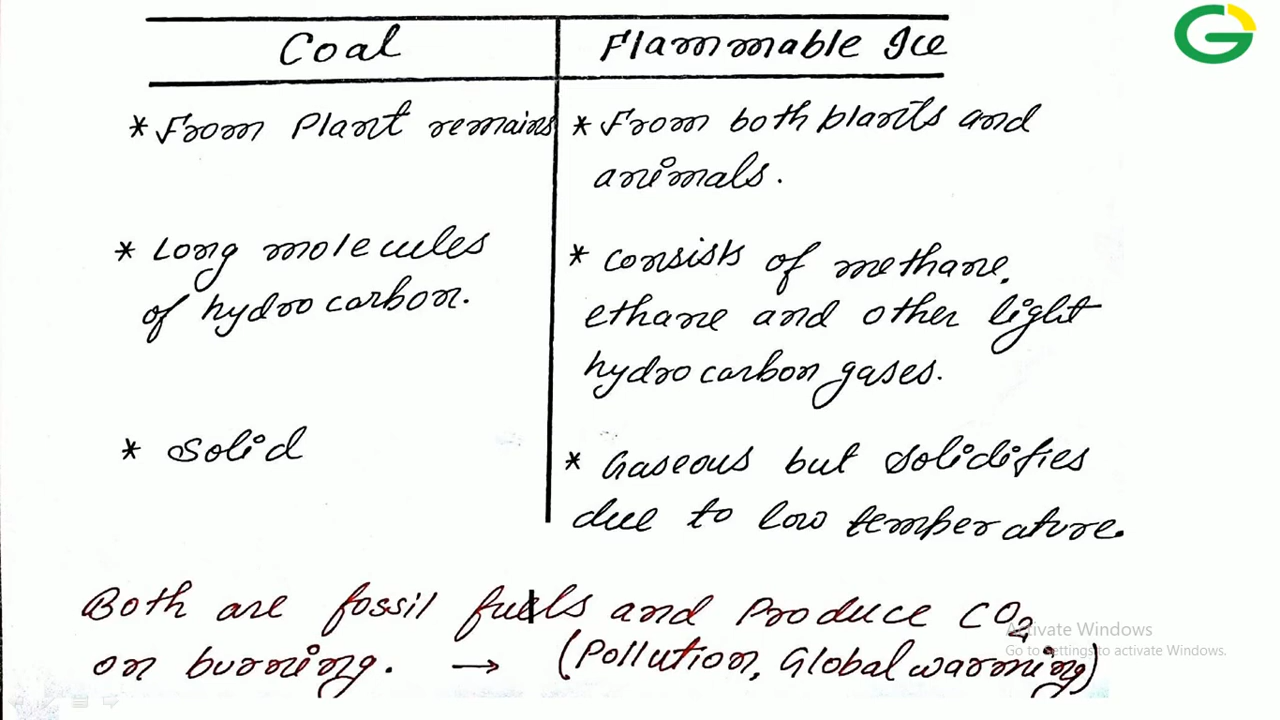 Coal
Flammable Ice
* From Plant remains
* From both plants and
animals.
* Long molecules
of hydrocarbon.
* consists of methane,
ethane and other light
hydrocarbon gases.
* Solid
* Gaseous but solidifies
due to low temperature.
Both are fossil fuels and Produce CO2
on burning. → (Pollution, Global warming)
Activate Windows
Go to Settings to activate Windows.
G